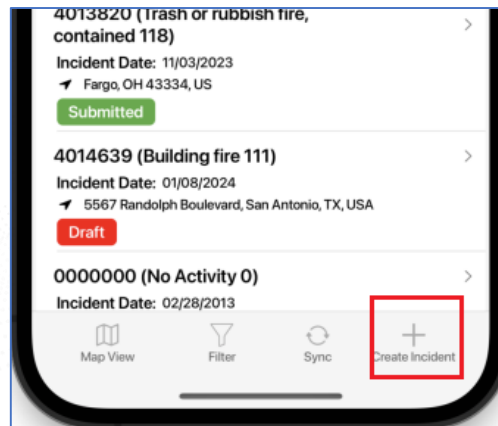 4013820 (Trash or rubbish fire,
contained 118)
Incident Date: 11/03/2023
Fargo, OH 43334, US
Submitted
4014639 (Building fire 111)
Incident Date: 01/08/2024
5567 Randolph Boulevard, San Antonio, TX, USA
Draft
0000000 (No Activity 0)
Incident Date: 02/28/2013
Map View
Filter
Sync
Create Incident